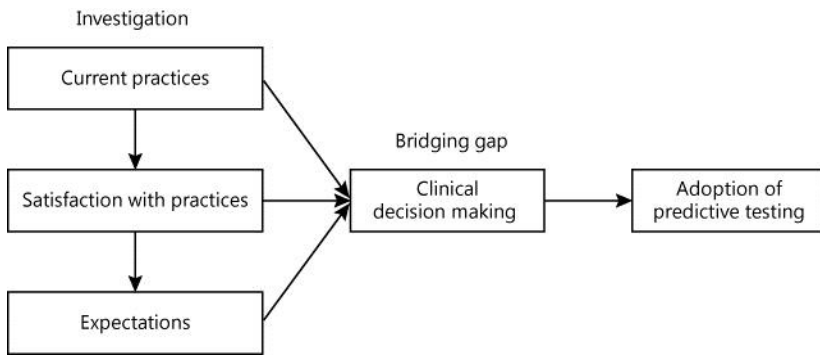 Investigation
Current practices
Satisfaction with practices
Expectations
Bridging gap
Clinical
decision making
Adoption of
predictive testing